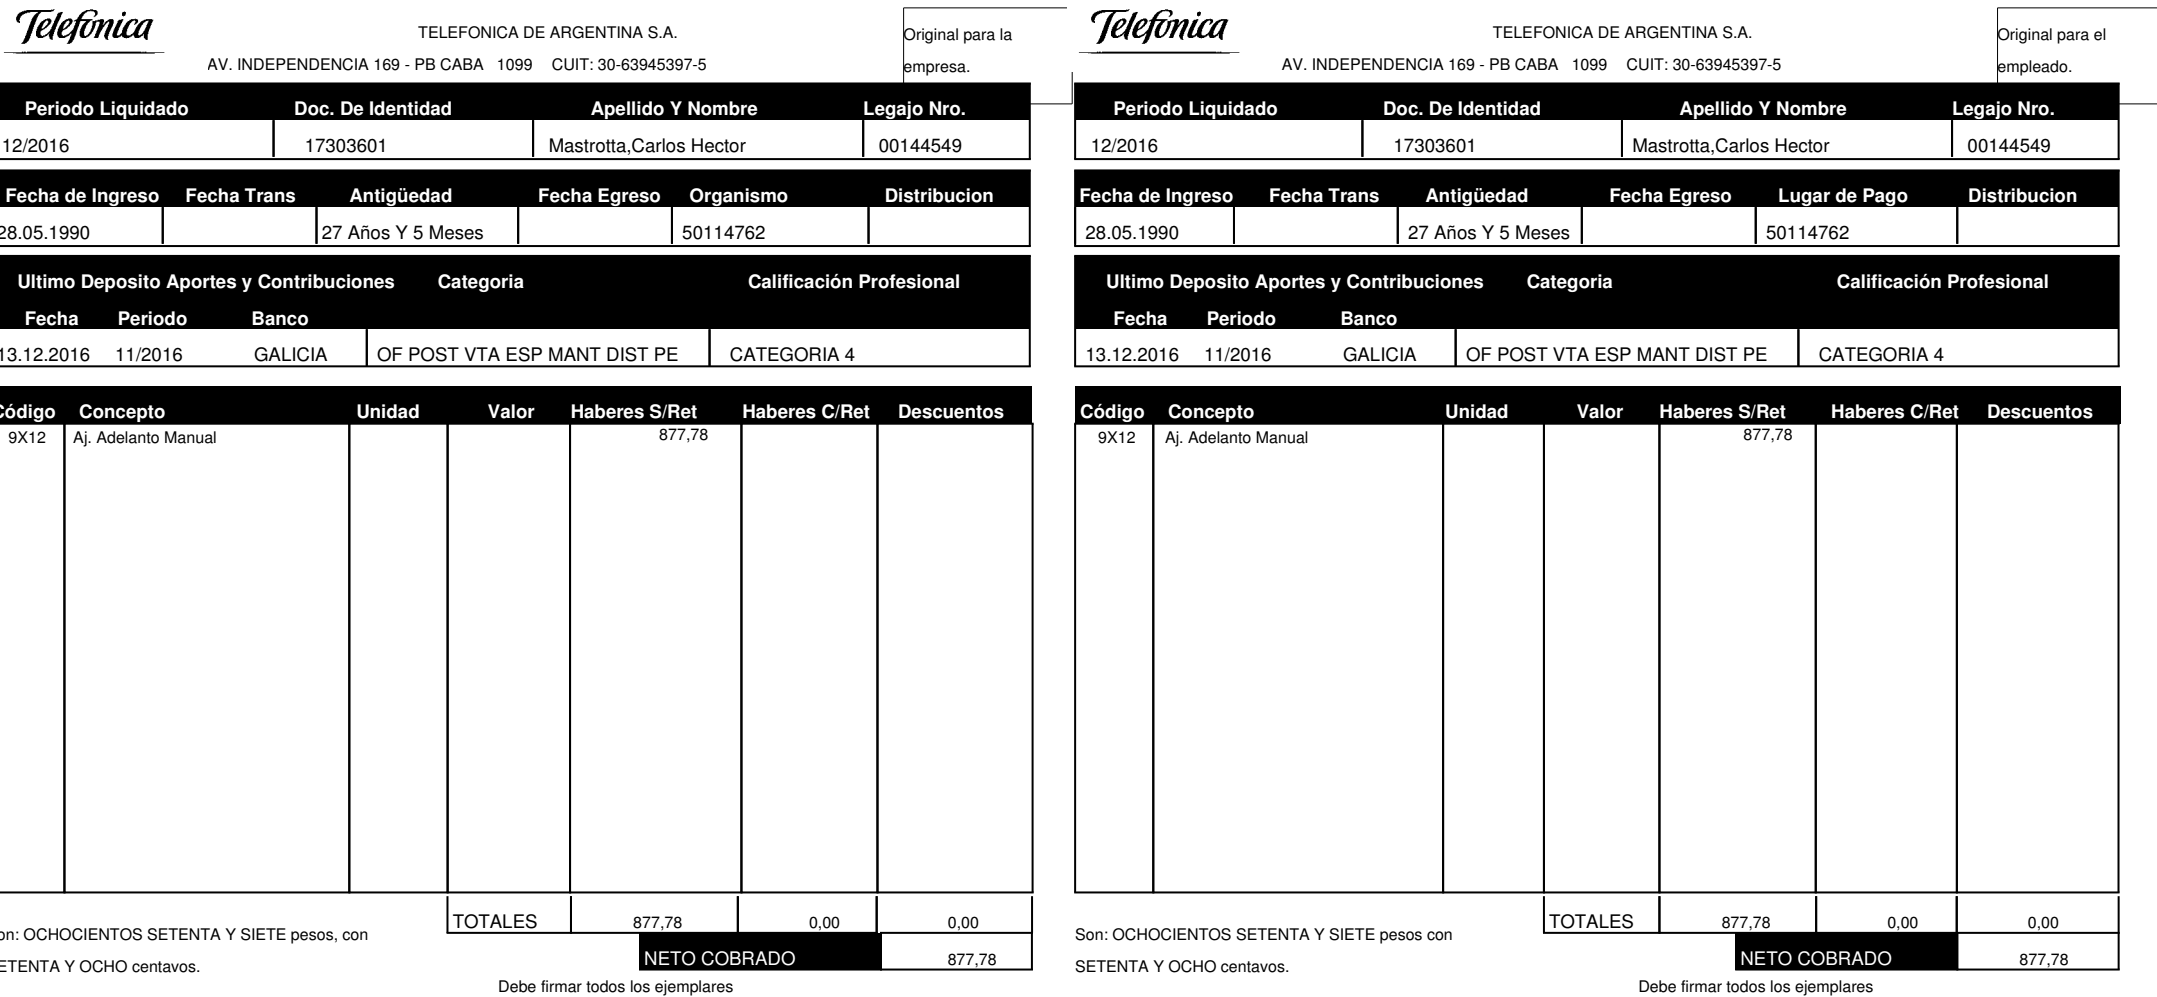 Telefónica
TELEFONICA DE ARGENTINA S.A.
Original para la
AV. INDEPENDENCIA 169 - PB CABA 1099 CUIT: 30-63945397-5
empresa.
Periodo Liquidado Doc. De Identidad Apellido Y Nombre Legajo Nro.
12/2016 17303601 Mastrotta,Carlos Hector 00144549
Fecha de Ingreso Fecha Trans Antigüedad Fecha Egreso Organismo Distribucion
28.05.1990 27 Años Y 5 Meses 50114762
Ultimo Deposito Aportes y Contribuciones Categoria Calificación Profesional
Fecha Periodo Banco
13.12.2016 11/2016 GALICIA OF POST VTA ESP MANT DIST PE CATEGORIA 4
Código Concepto Unidad Valor Haberes S/Ret Haberes C/Ret Descuentos
9X12 Aj. Adelanto Manual 877,78
TOTALES 877,78 0,00 0,00
on: OCHOCIENTOS SETENTA Y SIETE pesos, con
NETO COBRADO 877,78
ETENTA Y OCHO centavos.
Debe firmar todos los ejemplares
Telefónica
TELEFONICA DE ARGENTINA S.A.
Original para el
AV. INDEPENDENCIA 169 - PB CABA 1099 CUIT: 30-63945397-5
empleado.
Periodo Liquidado Doc. De Identidad Apellido Y Nombre Legajo Nro.
12/2016 17303601 Mastrotta,Carlos Hector 00144549
Fecha de Ingreso Fecha Trans Antigüedad Fecha Egreso Lugar de Pago Distribucion
28.05.1990 27 Años Y 5 Meses 50114762
Ultimo Deposito Aportes y Contribuciones Categoria Calificación Profesional
Fecha Periodo Banco
13.12.2016 11/2016 GALICIA OF POST VTA ESP MANT DIST PE CATEGORIA 4
Código Concepto Unidad Valor Haberes S/Ret Haberes C/Ret Descuentos
9X12 Aj. Adelanto Manual 877,78
TOTALES 877,78 0,00 0,00
Son: OCHOCIENTOS SETENTA Y SIETE pesos con
NETO COBRADO 877,78
SETENTA Y OCHO centavos.
Debe firmar todos los ejemplares